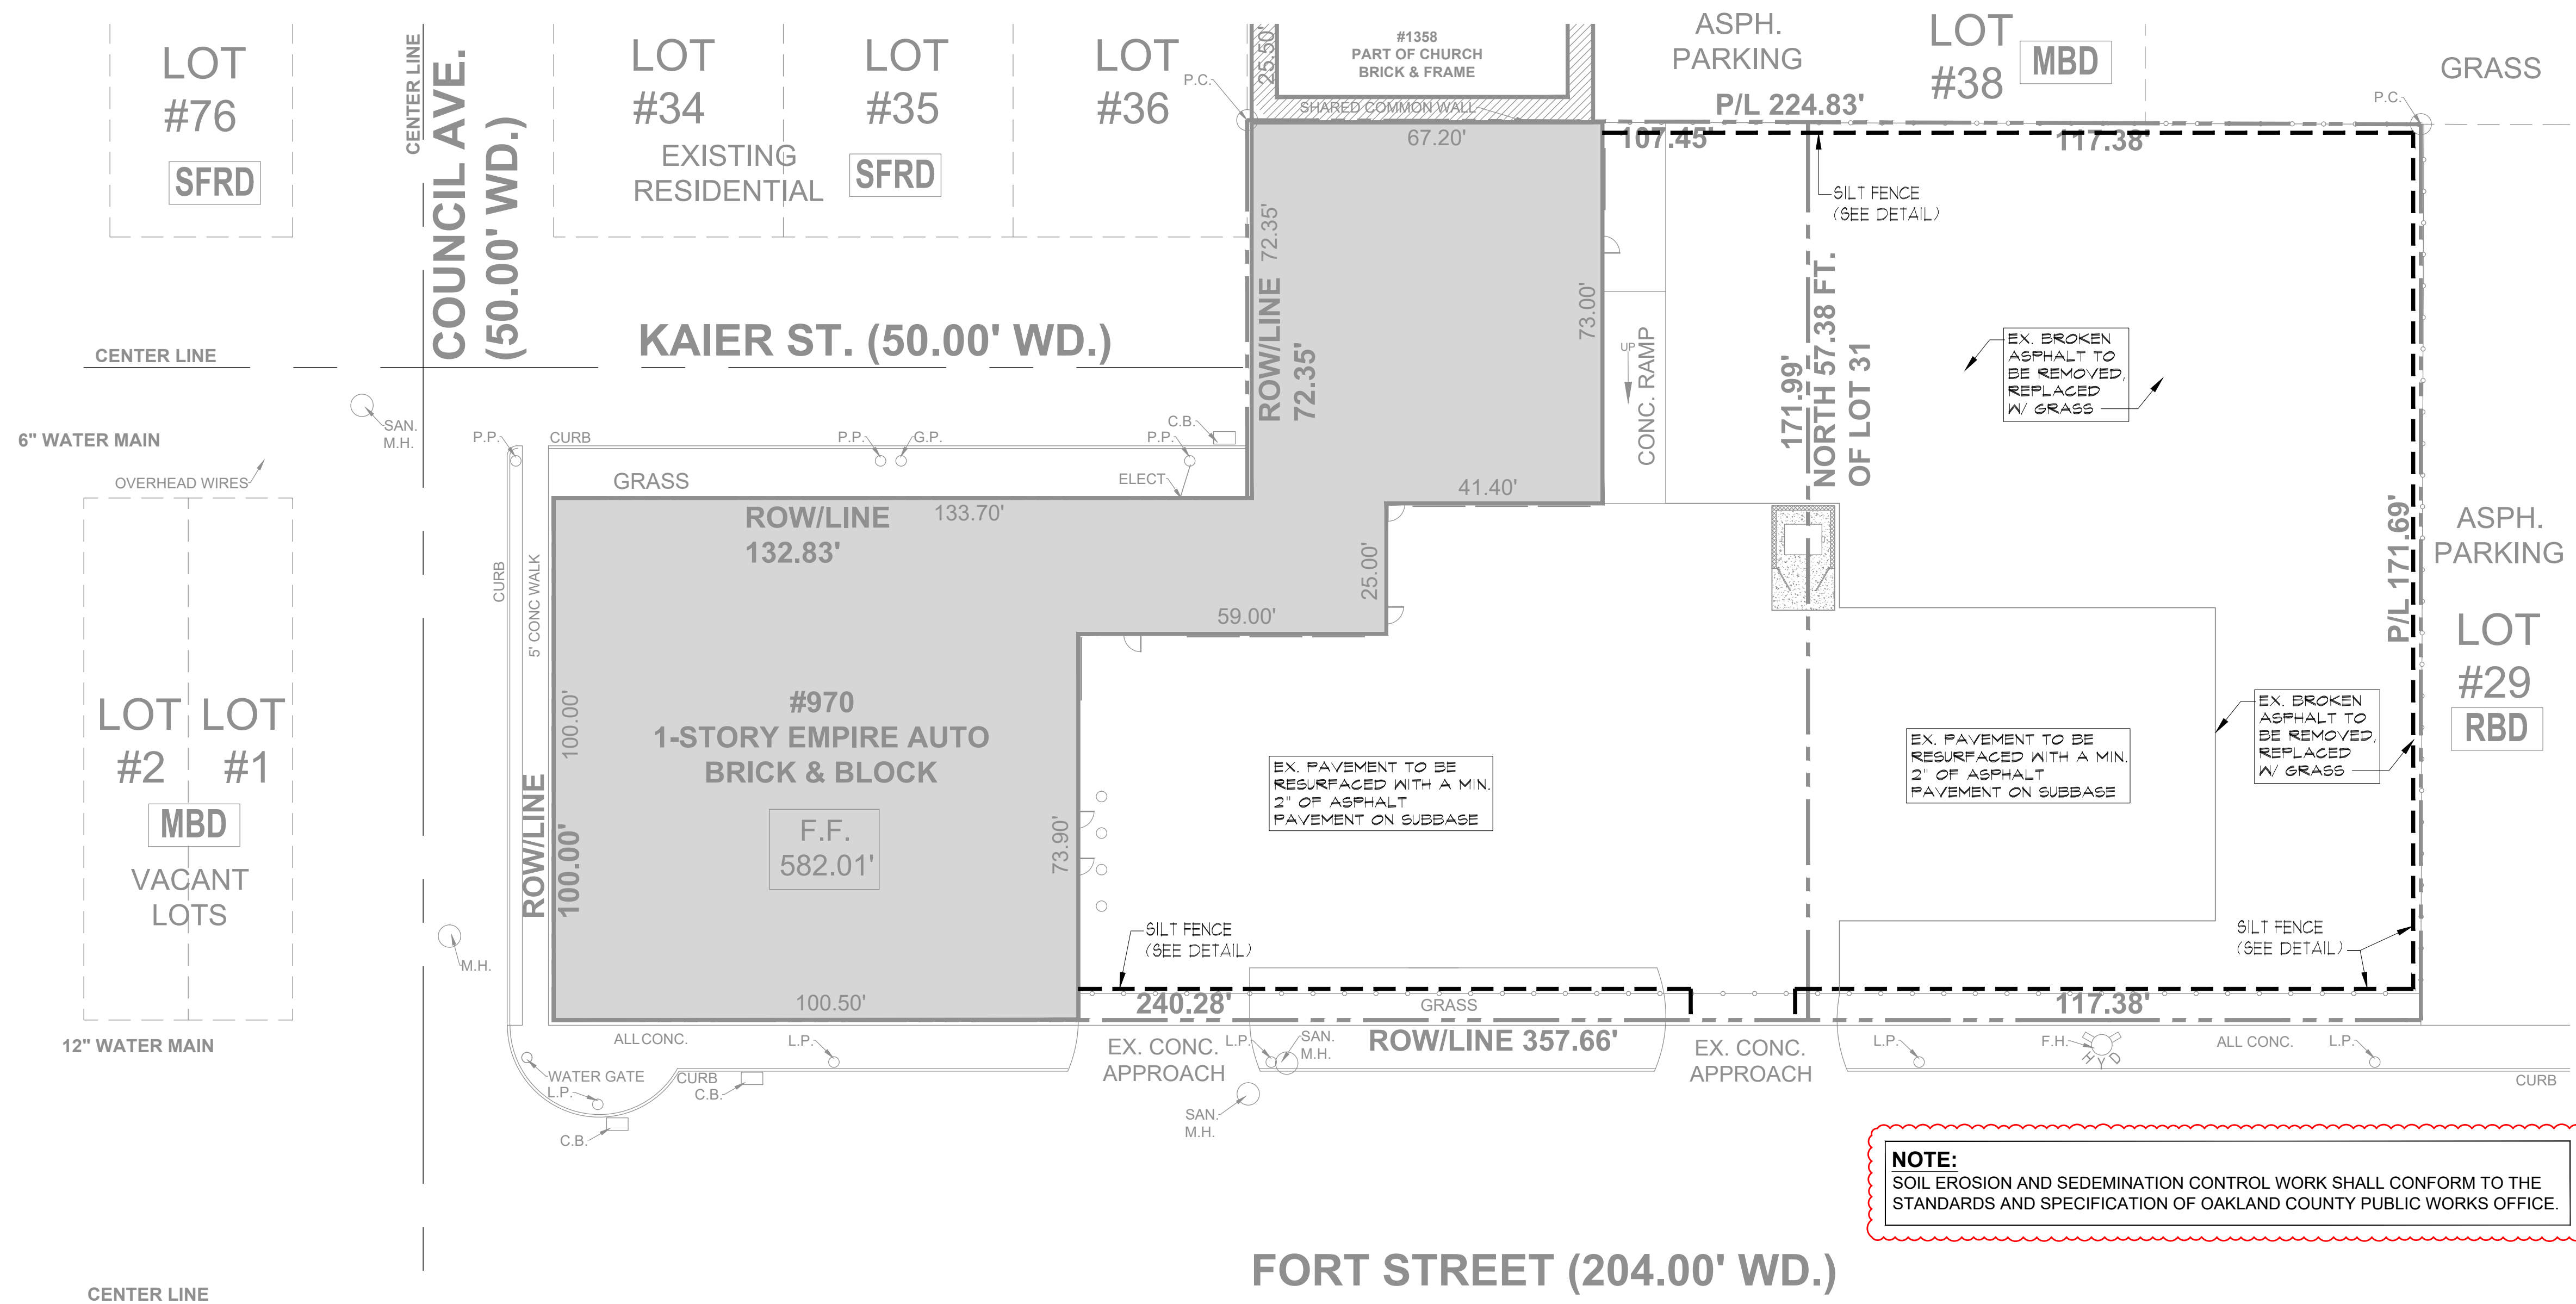 LOT
#76
SFRD
CENTER LINE
COUNCIL AVE.
(50.00' WD.)
LOT
#34
LOT
#35
LOT
#36
EXISTING
RESIDENTIAL
SFRD
P.C.
25.50'
#1358
PART OF CHURCH
BRICK & FRAME
SHARED COMMON WALL
ASPH.
PARKING
LOT
#38
MBD
GRASS
P.C.
P/L 224.83'
67.20'
107.45'
117.38'
SILT FENCE
(SEE DETAIL)
72.35'
ROW/LINE
72.35'
73.00'
UP
CONC. RAMP
171.99'
NORTH 57.38 FT.
OF LOT 31
EX. BROKEN
ASPHALT TO
BE REMOVED,
REPLACED
W/ GRASS
CENTER LINE
KAIER ST. (50.00' WD.)
SAN.
M.H.
6" WATER MAIN
OVERHEAD WIRES
P.P.
CURB
P.P.
G.P.
P.P.
C.B.
GRASS
ELECT
ROW/LINE
132.83'
133.70'
41.40'
25.00'
59.00'
CURB
5' CONC WALK
P/L 171.69'
ASPH.
PARKING
LOT
#29
RBD
LOT
#2
LOT
#1
MBD
VACANT
LOTS
100.00'
ROW/LINE
100.00'
#970
1-STORY EMPIRE AUTO
BRICK & BLOCK
F.F.
582.01'
73.90'
EX. PAVEMENT TO BE
RESURFACED WITH A MIN.
2" OF ASPHALT
PAVEMENT ON SUBBASE
EX. PAVEMENT TO BE
RESURFACED WITH A MIN.
2" OF ASPHALT
PAVEMENT ON SUBBASE
EX. BROKEN
ASPHALT TO
BE REMOVED,
REPLACED
W/ GRASS
M.H.
SILT FENCE
(SEE DETAIL)
SILT FENCE
(SEE DETAIL)
100.50'
240.28'
GRASS
117.38'
12" WATER MAIN
ALL CONC.
L.P.
EX. CONC.
APPROACH
L.P.
SAN.
M.H.
ROW/LINE 357.66'
EX. CONC.
APPROACH
L.P.
F.H.
HYD
ALL CONC.
L.P.
CURB
WATER GATE
L.P.
CURB
C.B.
C.B.
SAN.
M.H.
NOTE:
SOIL EROSION AND SEDEMINATION CONTROL WORK SHALL CONFORM TO THE
STANDARDS AND SPECIFICATION OF OAKLAND COUNTY PUBLIC WORKS OFFICE.
FORT STREET (204.00' WD.)
CENTER LINE